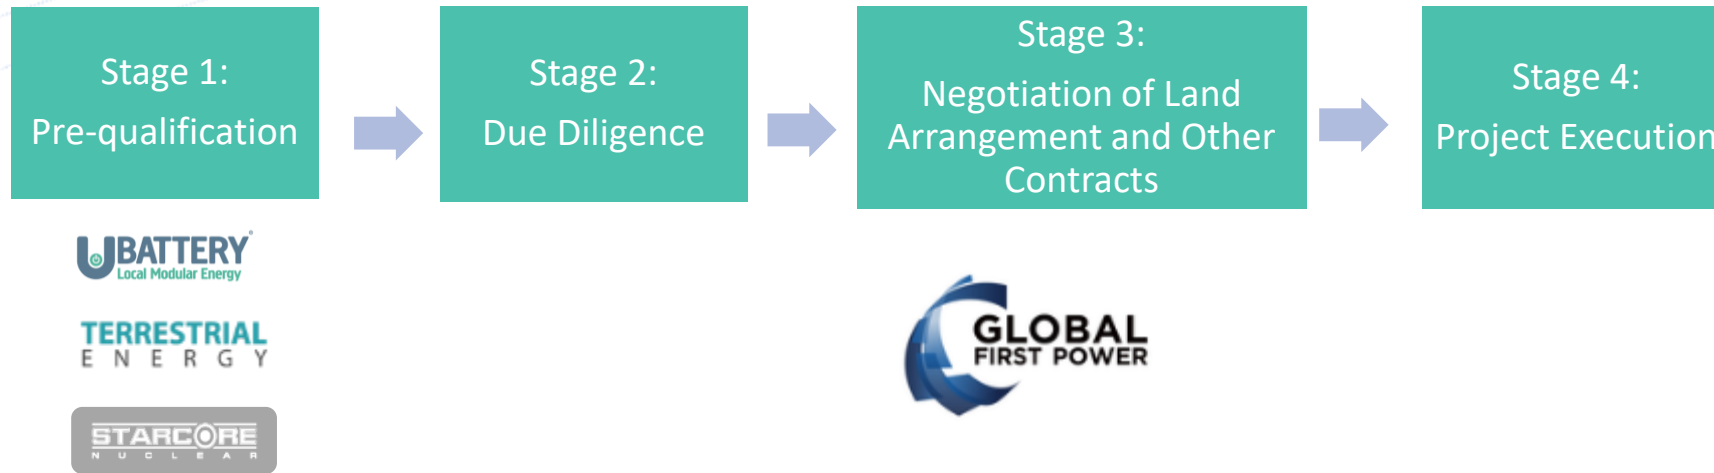 Stage 1:
Pre-qualification
Stage 2:
Due Diligence
Stage 3:
Negotiation of Land
Arrangement and Other
Contracts
Stage 4:
Project Execution
UBATTERY
Local Modular Energy
TERRESTRIAL
ENERGY
STARCORE
NUCLEAR
GLOBAL
FIRST POWER